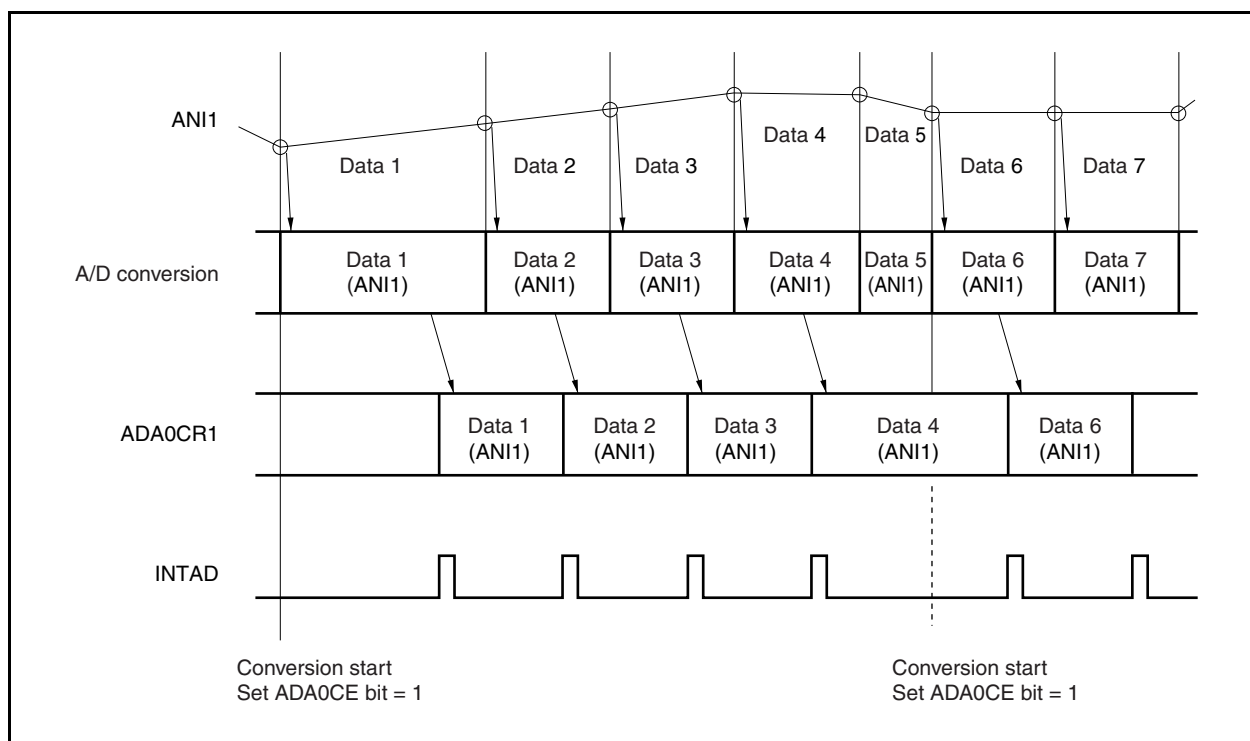 ANI1
Data 1
Data 2
Data 3
Data 4
Data 5
Data 6
Data 7
A/D conversion
Data 1
(ANI1)
Data 2
(ANI1)
Data 3
(ANI1)
Data 4
(ANI1)
Data 5
(ANI1)
Data 6
(ANI1)
Data 7
(ANI1)
ADA0CR1
Data 1
(ANI1)
Data 2
(ANI1)
Data 3
(ANI1)
Data 4
(ANI1)
Data 6
(ANI1)
INTAD
Conversion start
Set ADA0CE bit = 1
Conversion start
Set ADA0CE bit = 1